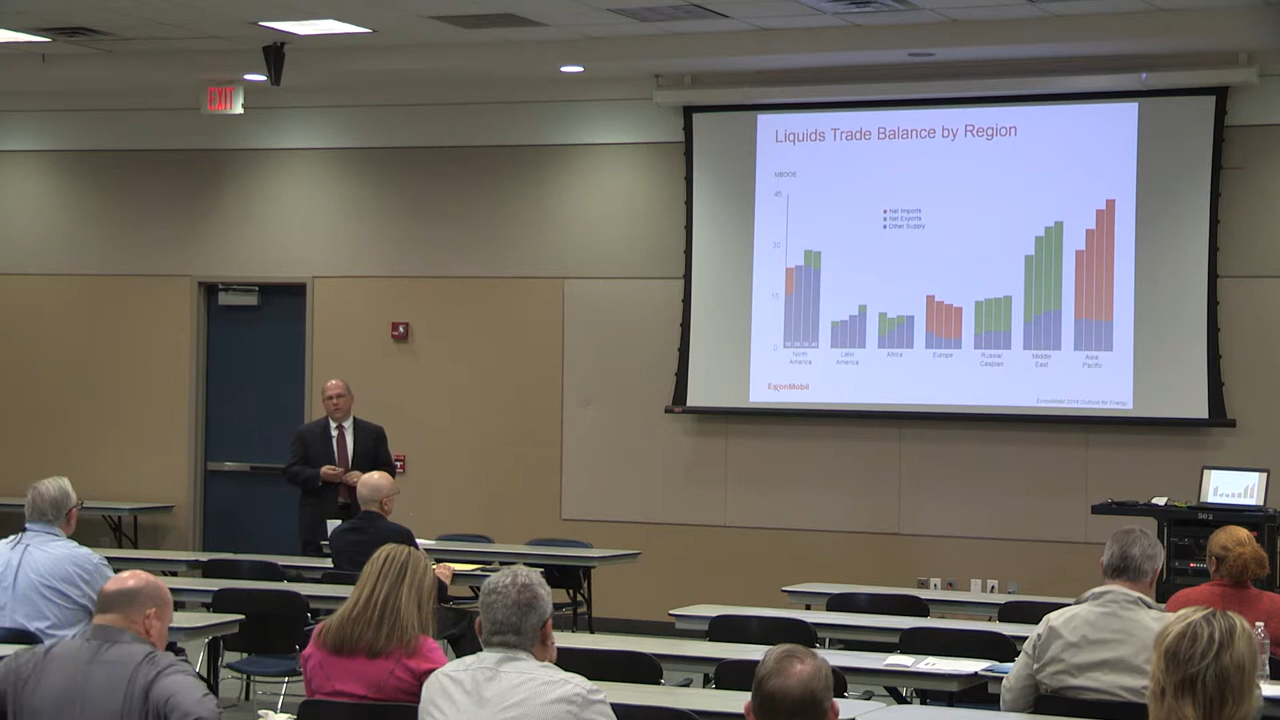 EXIT
Liquids Trade Balance by Region
MBDOE
45
Net Imports
Net Exports
Other Supply
30
15
0
North America
Latin America
Africa
Europe
Russia/ Caspian
Middle East
Asia Pacific
ExxonMobil
ExxonMobil 2016 Outlook for Energy
502